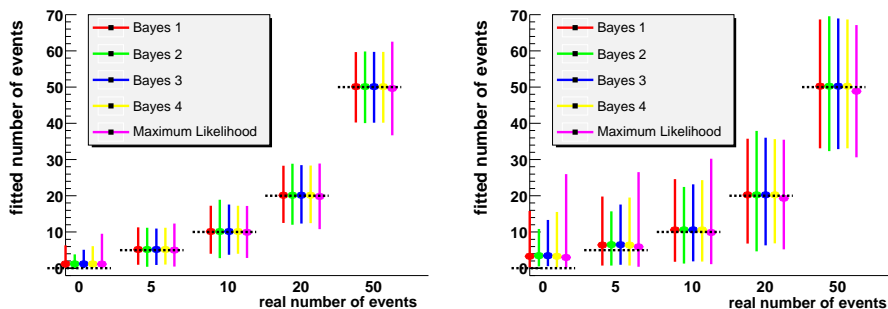 fitted number of events
70
60
50
40
30
20
10
0
Bayes 1
Bayes 2
Bayes 3
Bayes 4
Maximum Likelihood
0 5 10 20 50
real number of events
fitted number of events
70
60
50
40
30
20
10
0
Bayes 1
Bayes 2
Bayes 3
Bayes 4
Maximum Likelihood
0 5 10 20 50
real number of events